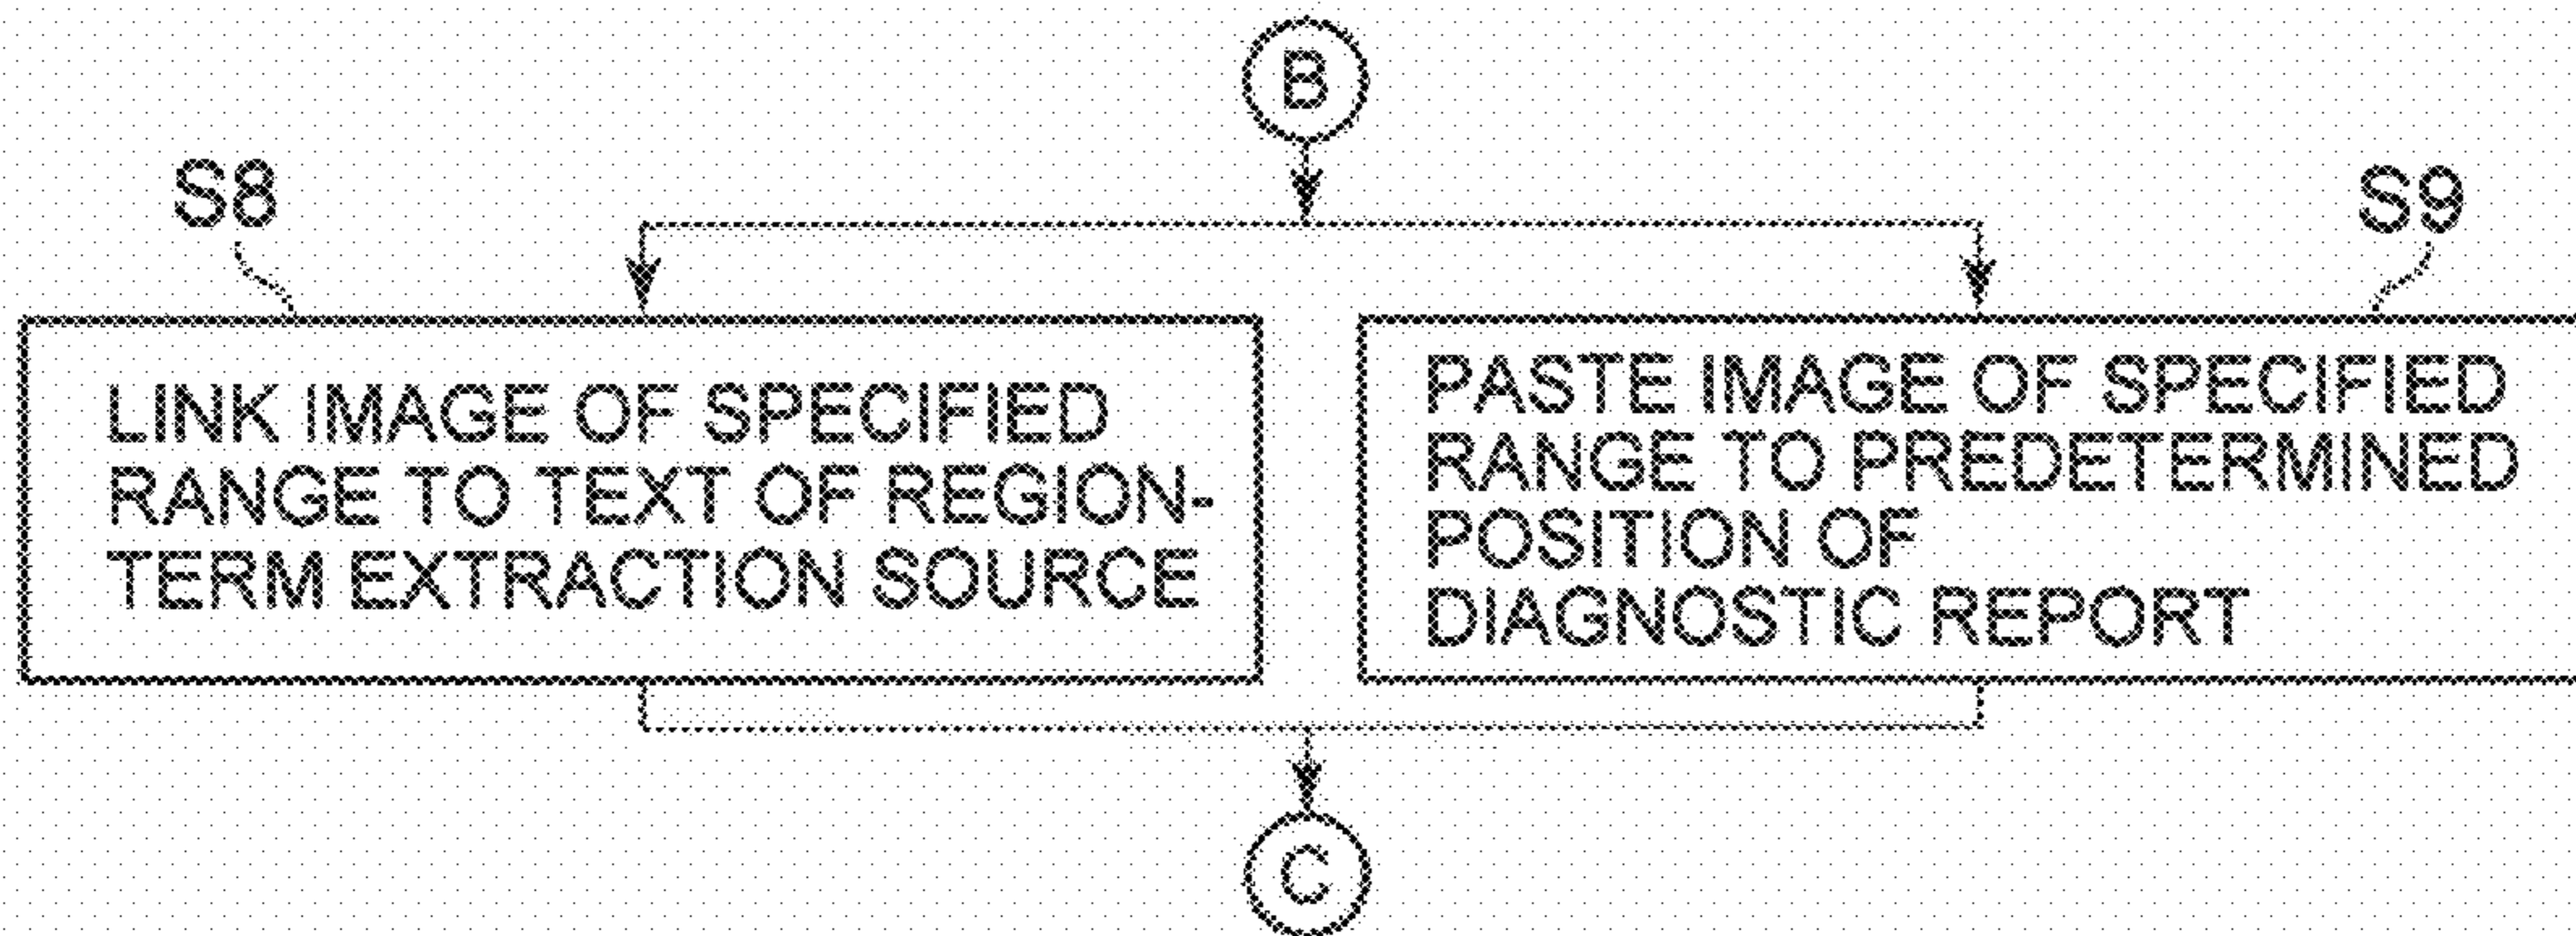 B
S8
S9
LINK IMAGE OF SPECIFIED
RANGE TO TEXT OF REGION-
TERM EXTRACTION SOURCE
PASTE IMAGE OF SPECIFIED
RANGE TO PREDETERMINED
POSITION OF
DIAGNOSTIC REPORT
C